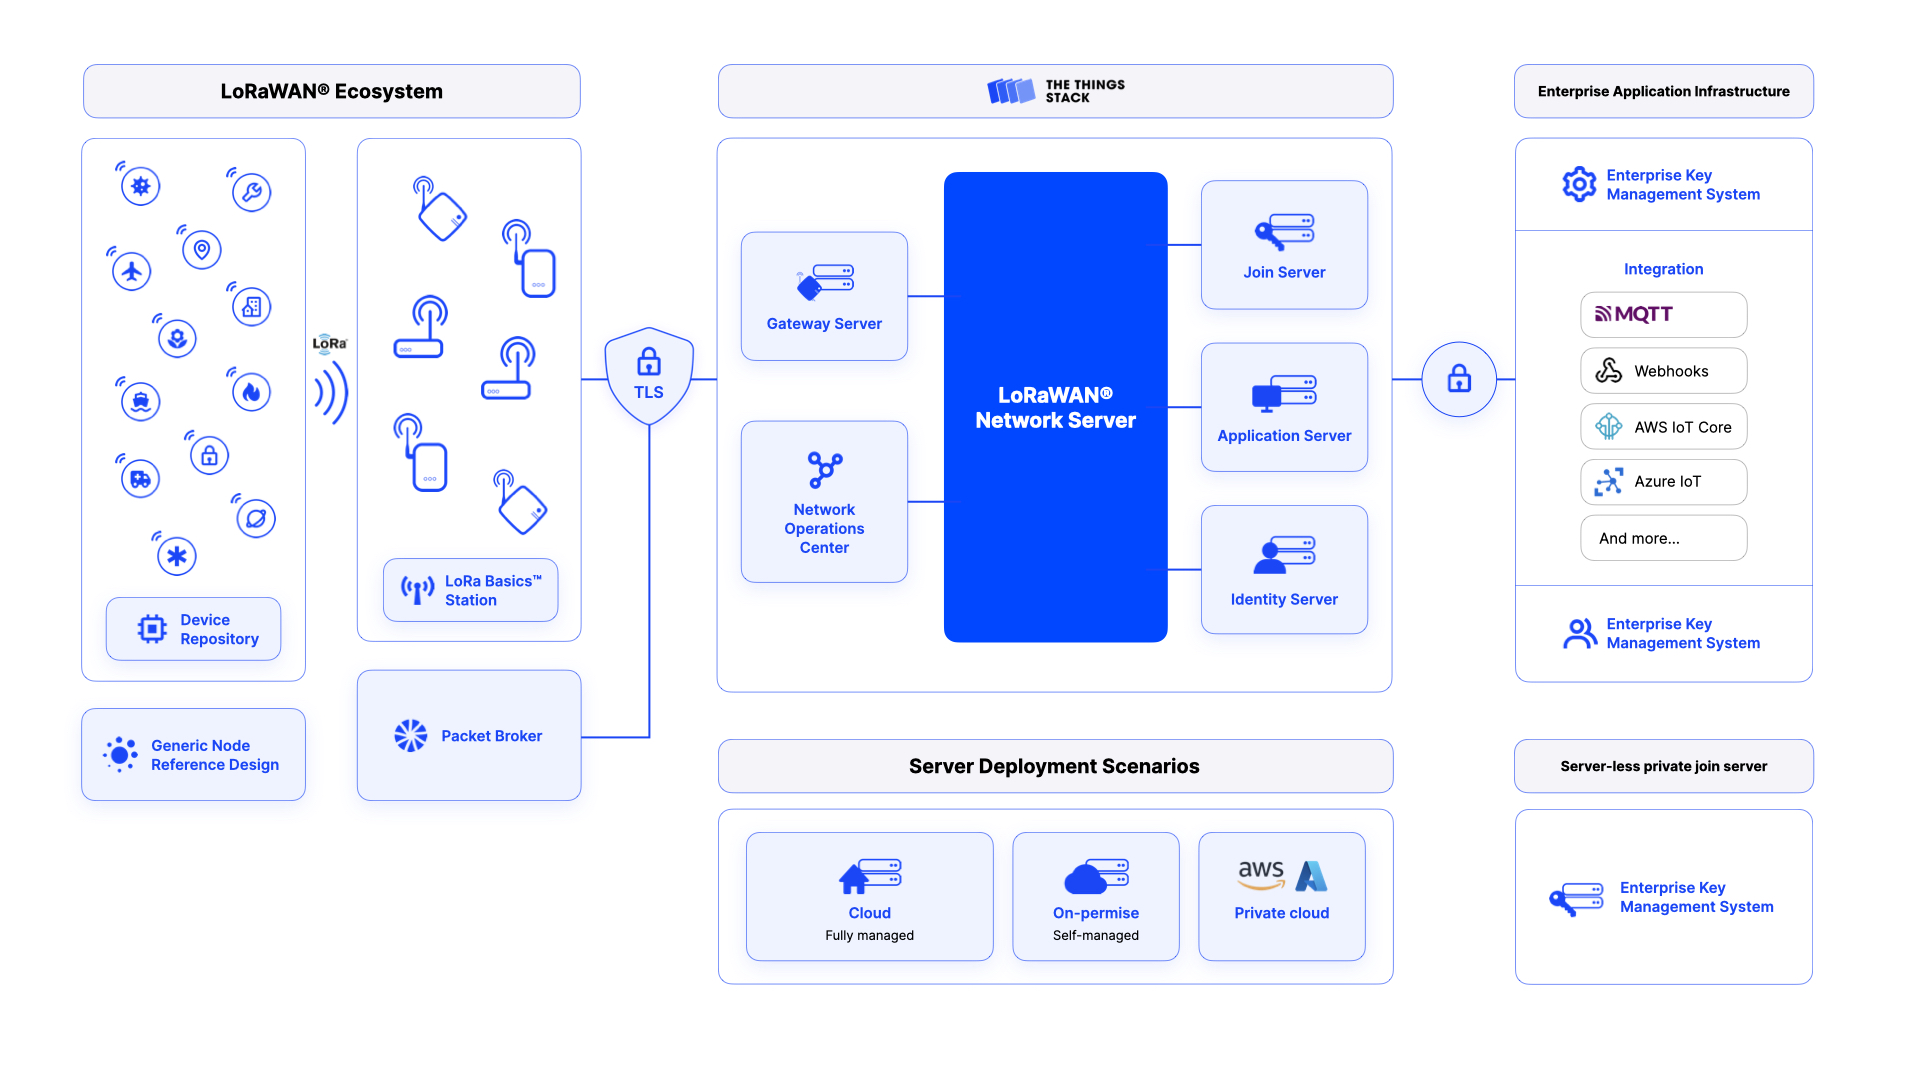 LoRaWAN® Ecosystem
THE THINGS
STACK
Enterprise Application Infrastructure
LoRa
Device
Repository
Generic Node
Reference Design
LoRa Basics™
Station
Packet Broker
TLS
Gateway Server
Network
Operations
Center
LoRaWAN®
Network Server
Join Server
Application Server
Identity Server
Enterprise Key
Management System
Integration
MQTT
Webhooks
AWS IoT Core
Azure IoT
And more...
Enterprise Key
Management System
Server Deployment Scenarios
Cloud
Fully managed
On-permise
Self-managed
aws
Private cloud
Server-less private join server
Enterprise Key
Management System